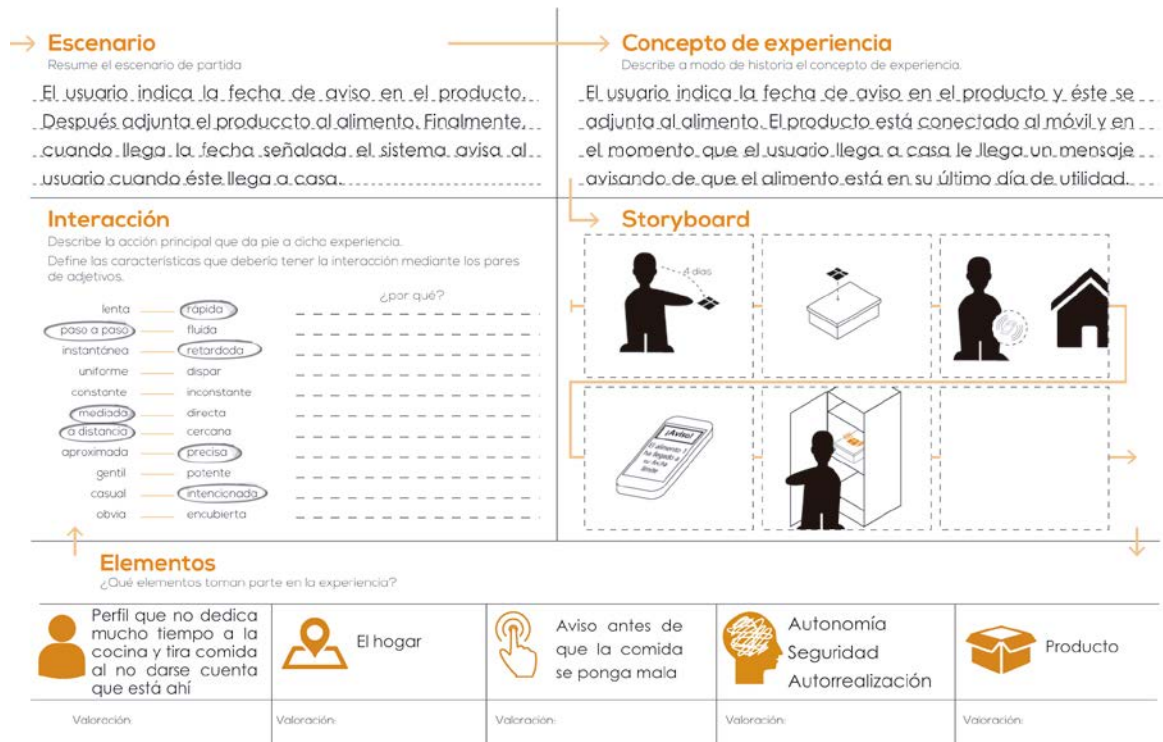 Escenario
Resume el escenario de partida
El usuario indica la fecha de aviso en el producto.
Después adjunta el produccto al alimento. Finalmente,
cuando llega la fecha señalada el sistema avisa al
usuario cuando éste llega a casa.
Concepto de experiencia
Describe a modo de historia el concepto de experiencia.
El usuario indica la fecha de aviso en el producto y éste se
adjunta al alimento. El producto está conectado al móvil y en
el momento que el usuario llega a casa le llega un mensaje
avisando de que el alimento está en su último día de utilidad.
Interacción
Describe la acción principal que da pie a dicha experiencia.
Define las características que debería tener la interacción mediante los pares
de adjetivos.
¿por qué?
lenta rápida
paso a paso fluida
instantánea retardada
uniforme dispar
constante inconstante
mediada directa
a distancia cercana
aproximada precisa
gentil potente
casual intencionada
obvia encubierta
Storyboard
4 días
¡Aviso!
El alimento 1
ha llegado a
su fecha
límite
Elementos
¿Qué elementos toman parte en la experiencia?
Perfil que no dedica
mucho tiempo a la
cocina y tira comida
al no darse cuenta
que está ahí
El hogar
Aviso antes de
que la comida
se ponga mala
Autonomía
Seguridad
Autorrealización
Producto
Valoración:
Valoración:
Valoración:
Valoración:
Valoración: